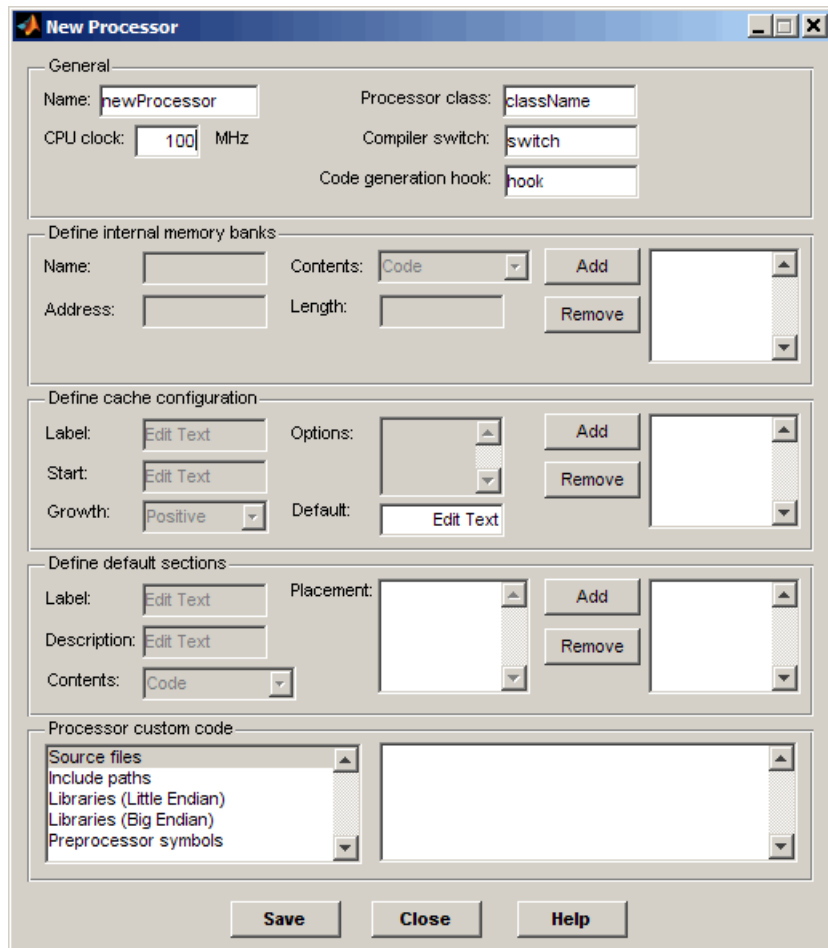 New Processor
General
Name: newProcessor Processor class: className
CPU clock: 100 MHz Compiler switch: switch
Code generation hook: hook
Define internal memory banks
Name: Contents: Code Add
Address: Length: Remove
Define cache configuration
Label: Edit Text Options: Add
Start: Edit Text Remove
Growth: Positive Default: Edit Text
Define default sections
Label: Edit Text Placement: Add
Description: Edit Text Remove
Contents: Code
Processor custom code
Source files
Include paths
Libraries (Little Endian)
Libraries (Big Endian)
Preprocessor symbols
Save Close Help